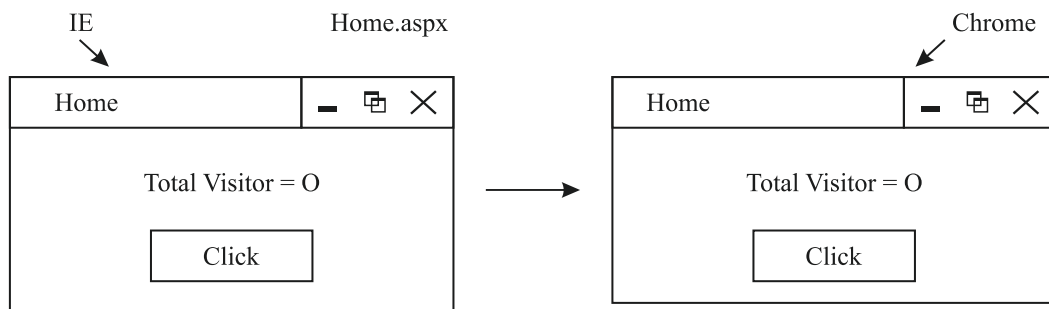 IE
Home.aspx
Chrome
Home
Home
Total Visitor = O
Total Visitor = O
Click
Click